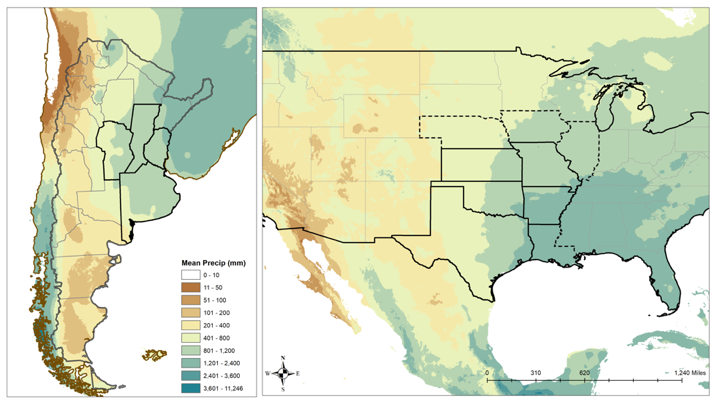 Mean Precip (mm)
0 - 10
11 - 50
51 - 100
101 - 200
201 - 400
401 - 800
801 - 1,200
1,201 - 2,400
2,401 - 3,600
3,601 - 11,246
N
W E
S
0 310 620 1,240 Miles